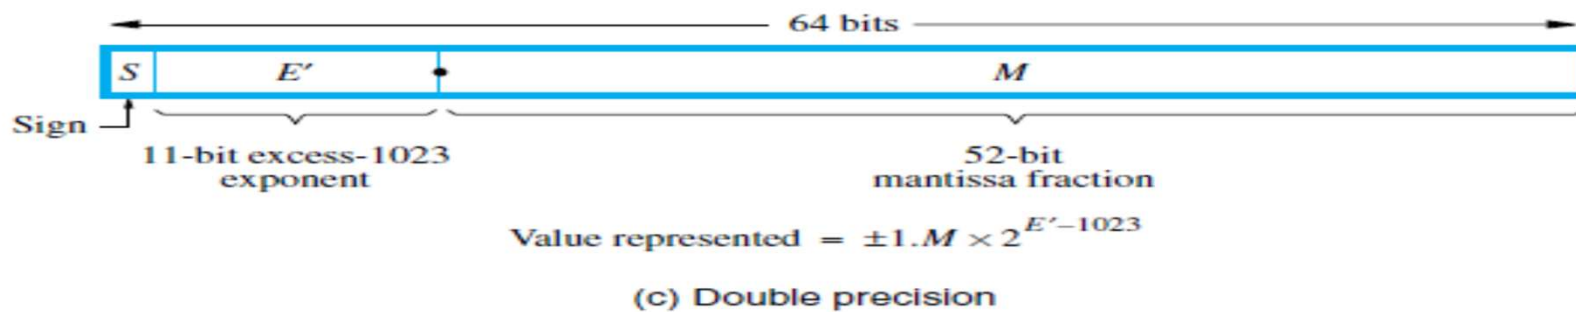 64 bits
S E′ M
Sign
11-bit excess-1023
exponent
52-bit
mantissa fraction
Value represented = ±1.M × 2^E′−1023
(c) Double precision